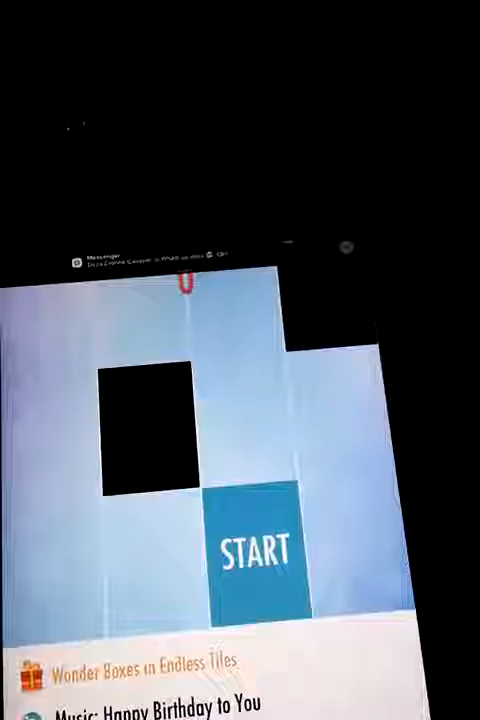 Messenger
0
START
Wonder Boxes in Endless Tiles
Music: Happy Birthday to You